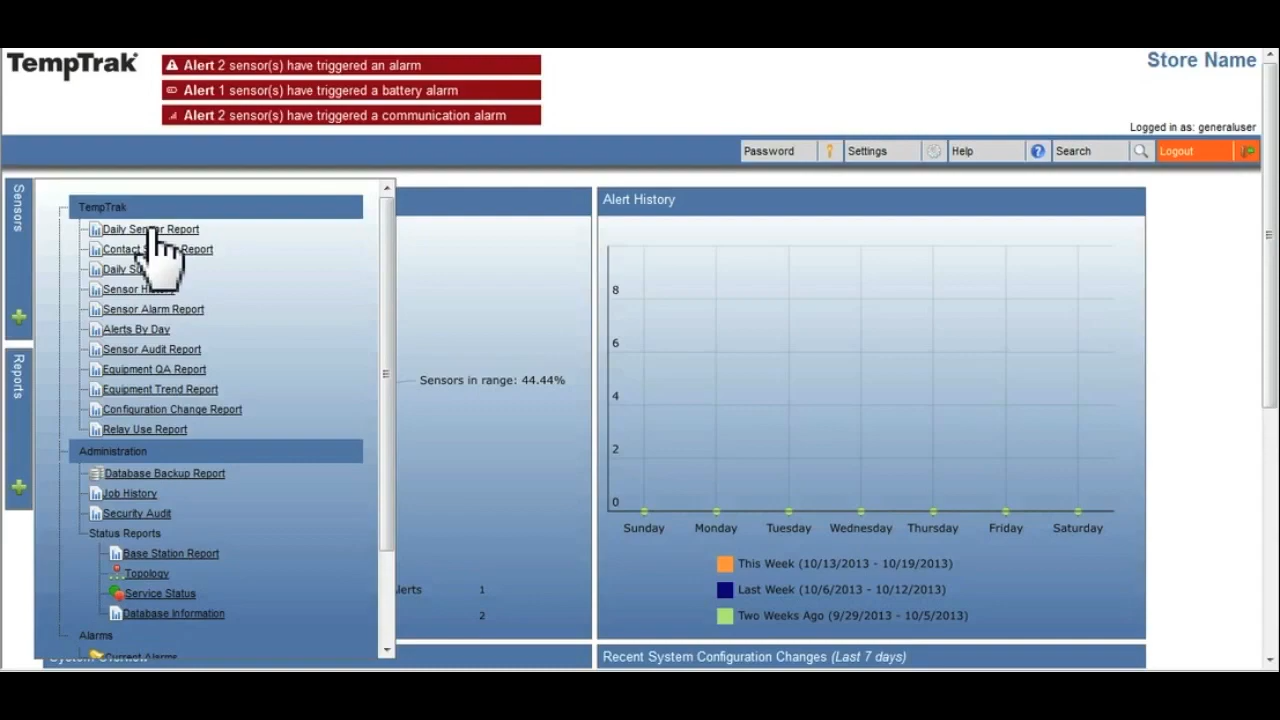 TempTrak
Alert 2 sensor(s) have triggered an alarm
Alert 1 sensor(s) have triggered a battery alarm
Alert 2 sensor(s) have triggered a communication alarm
Store Name
Logged in as: generaluser
Password
Settings
Help
Search
Logout
Sensors
Reports
TempTrak
Daily Sensor Report
Contact Report
Daily
Sensor
Sensor Alarm Report
Alerts By Day
Sensor Audit Report
Equipment QA Report
Equipment Trend Report
Configuration Change Report
Relay Use Report
Administration
Database Backup Report
Job History
Security Audit
Status Reports
Base Station Report
Topology
Service Status
Database Information
Alarms
Current Alarms
Sensors in range: 44.44%
1
2
System Overview
Alert History
8
6
4
2
0
Sunday Monday Tuesday Wednesday Thursday Friday Saturday
This Week (10/13/2013 - 10/19/2013)
Last Week (10/6/2013 - 10/12/2013)
Two Weeks Ago (9/29/2013 - 10/5/2013)
Recent System Configuration Changes (Last 7 days)